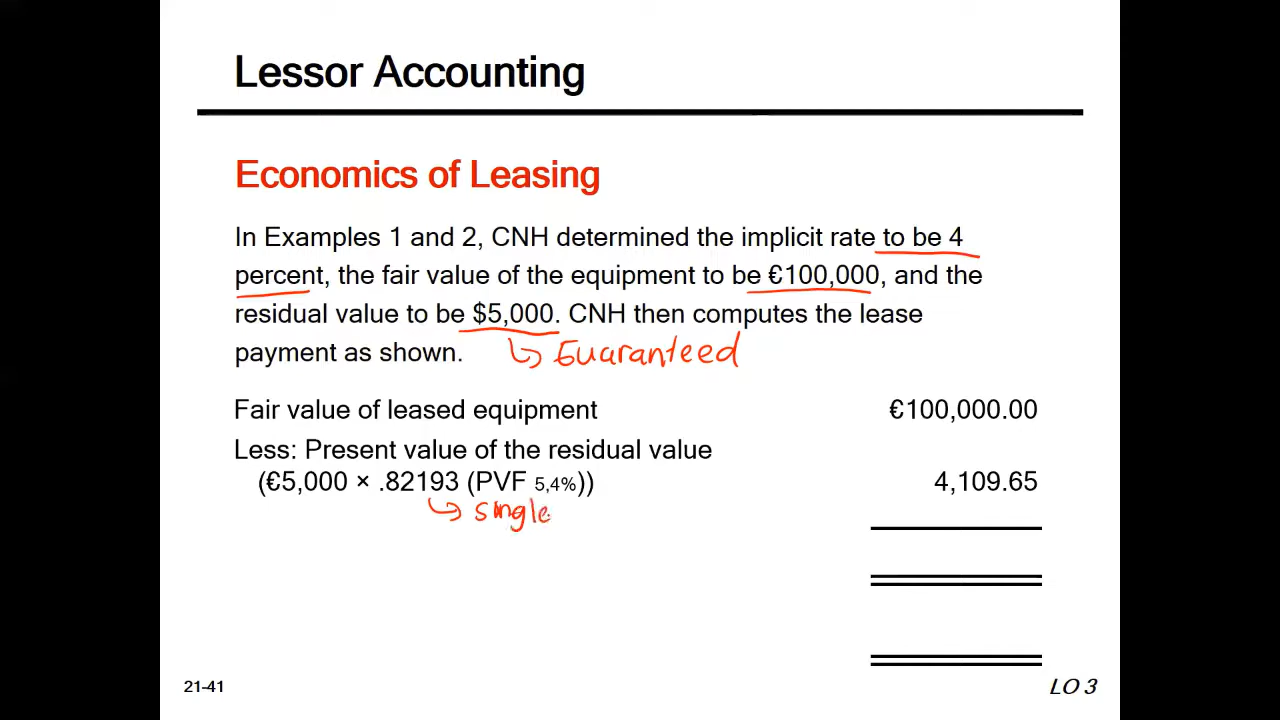 Lessor Accounting
Economics of Leasing
In Examples 1 and 2, CNH determined the implicit rate to be 4
percent, the fair value of the equipment to be €100,000, and the
residual value to be $5,000. CNH then computes the lease
payment as shown.
Guaranteed
Fair value of leased equipment €100,000.00
Less: Present value of the residual value
(€5,000 × .82193 (PVF 5,4%)) 4,109.65
single
21-41
LO 3